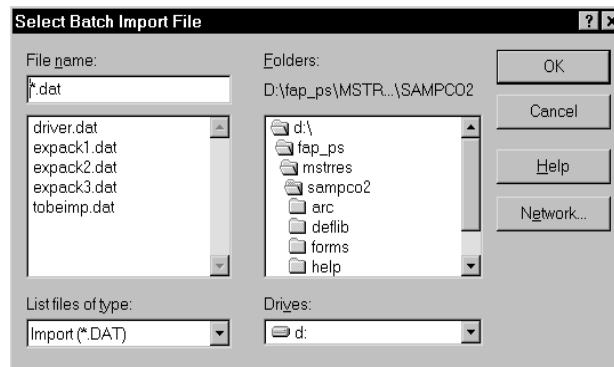 Select Batch Import File
File name:
*.dat
driver.dat
expack1.dat
expack2.dat
expack3.dat
tobeimp.dat
List files of type:
Import (*.DAT)
Folders:
D:\fap_ps\MSTR...\SAMPCO2
d:\
fap_ps
mstrres
sampco2
arc
deflib
forms
help
Drives:
d:
OK
Cancel
Help
Network...